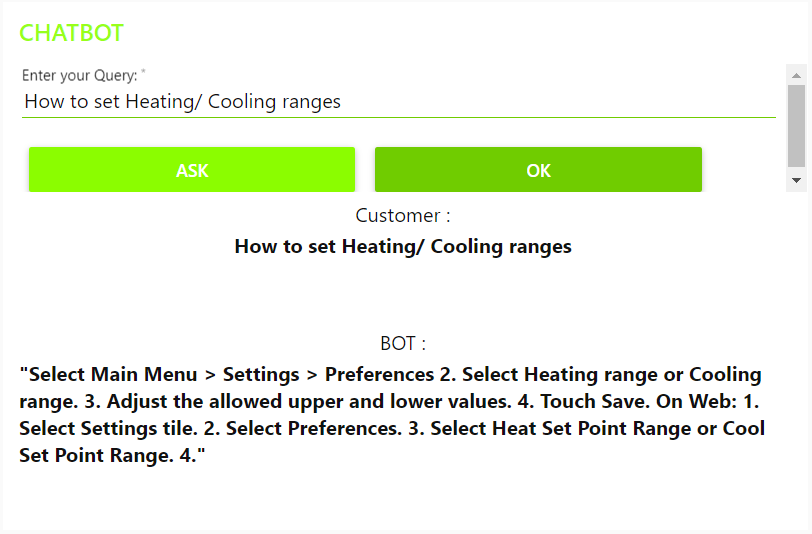 CHATBOT
Enter your Query: *
How to set Heating/ Cooling ranges
ASK
OK
Customer :
How to set Heating/ Cooling ranges
BOT :
"Select Main Menu > Settings > Preferences 2. Select Heating range or Cooling
range. 3. Adjust the allowed upper and lower values. 4. Touch Save. On Web: 1.
Select Settings tile. 2. Select Preferences. 3. Select Heat Set Point Range or Cool
Set Point Range. 4."